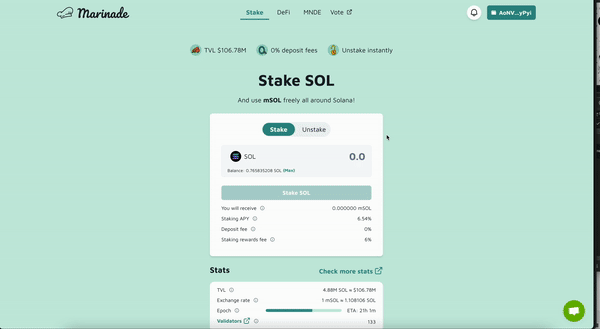 Marinade
Stake DeFi MNDE Vote
AoNV...yPyi
TVL $106.78M 0% deposit fees Unstake instantly
Stake SOL
And use mSOL freely all around Solana!
Stake Unstake
SOL 0.0
Balance: 0.765835208 SOL (Max)
Stake SOL
You will receive 0.000000 mSOL
Staking APY 6.54%
Deposit fee 0%
Staking rewards fee 6%
Stats Check more stats
TVL 4.88M SOL ≈ $106.78M
Exchange rate 1 mSOL ≈ 1.108106 SOL
Epoch ETA: 21h 1m
Validators 133